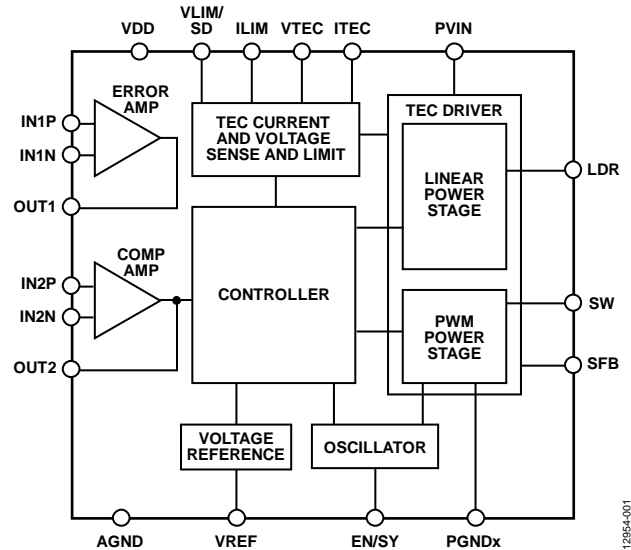 VDD
VLIM/
SD
ILIM
VTEC
ITEC
PVIN
ERROR
AMP
IN1P
IN1N
OUT1
TEC CURRENT
AND VOLTAGE
SENSE AND LIMIT
TEC DRIVER
LINEAR
POWER
STAGE
LDR
COMP
AMP
IN2P
IN2N
OUT2
CONTROLLER
PWM
POWER
STAGE
SW
SFB
VOLTAGE
REFERENCE
OSCILLATOR
AGND
VREF
EN/SY
PGNDx
12954-001